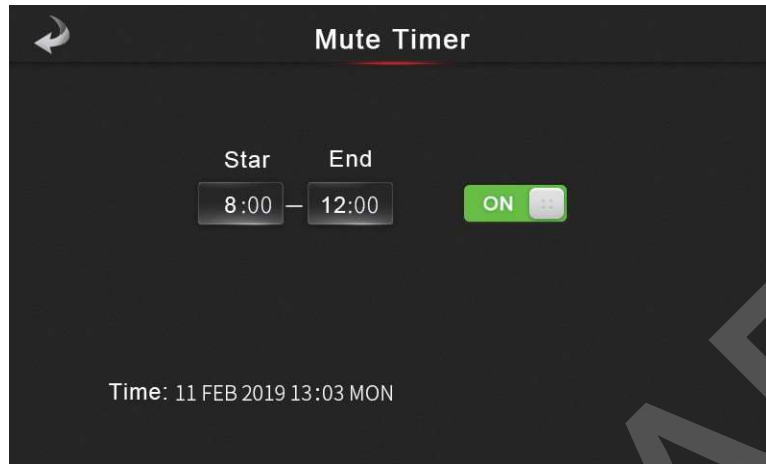 Mute Timer
Star End
8:00 – 12:00 ON
Time: 11 FEB 2019 13:03 MON